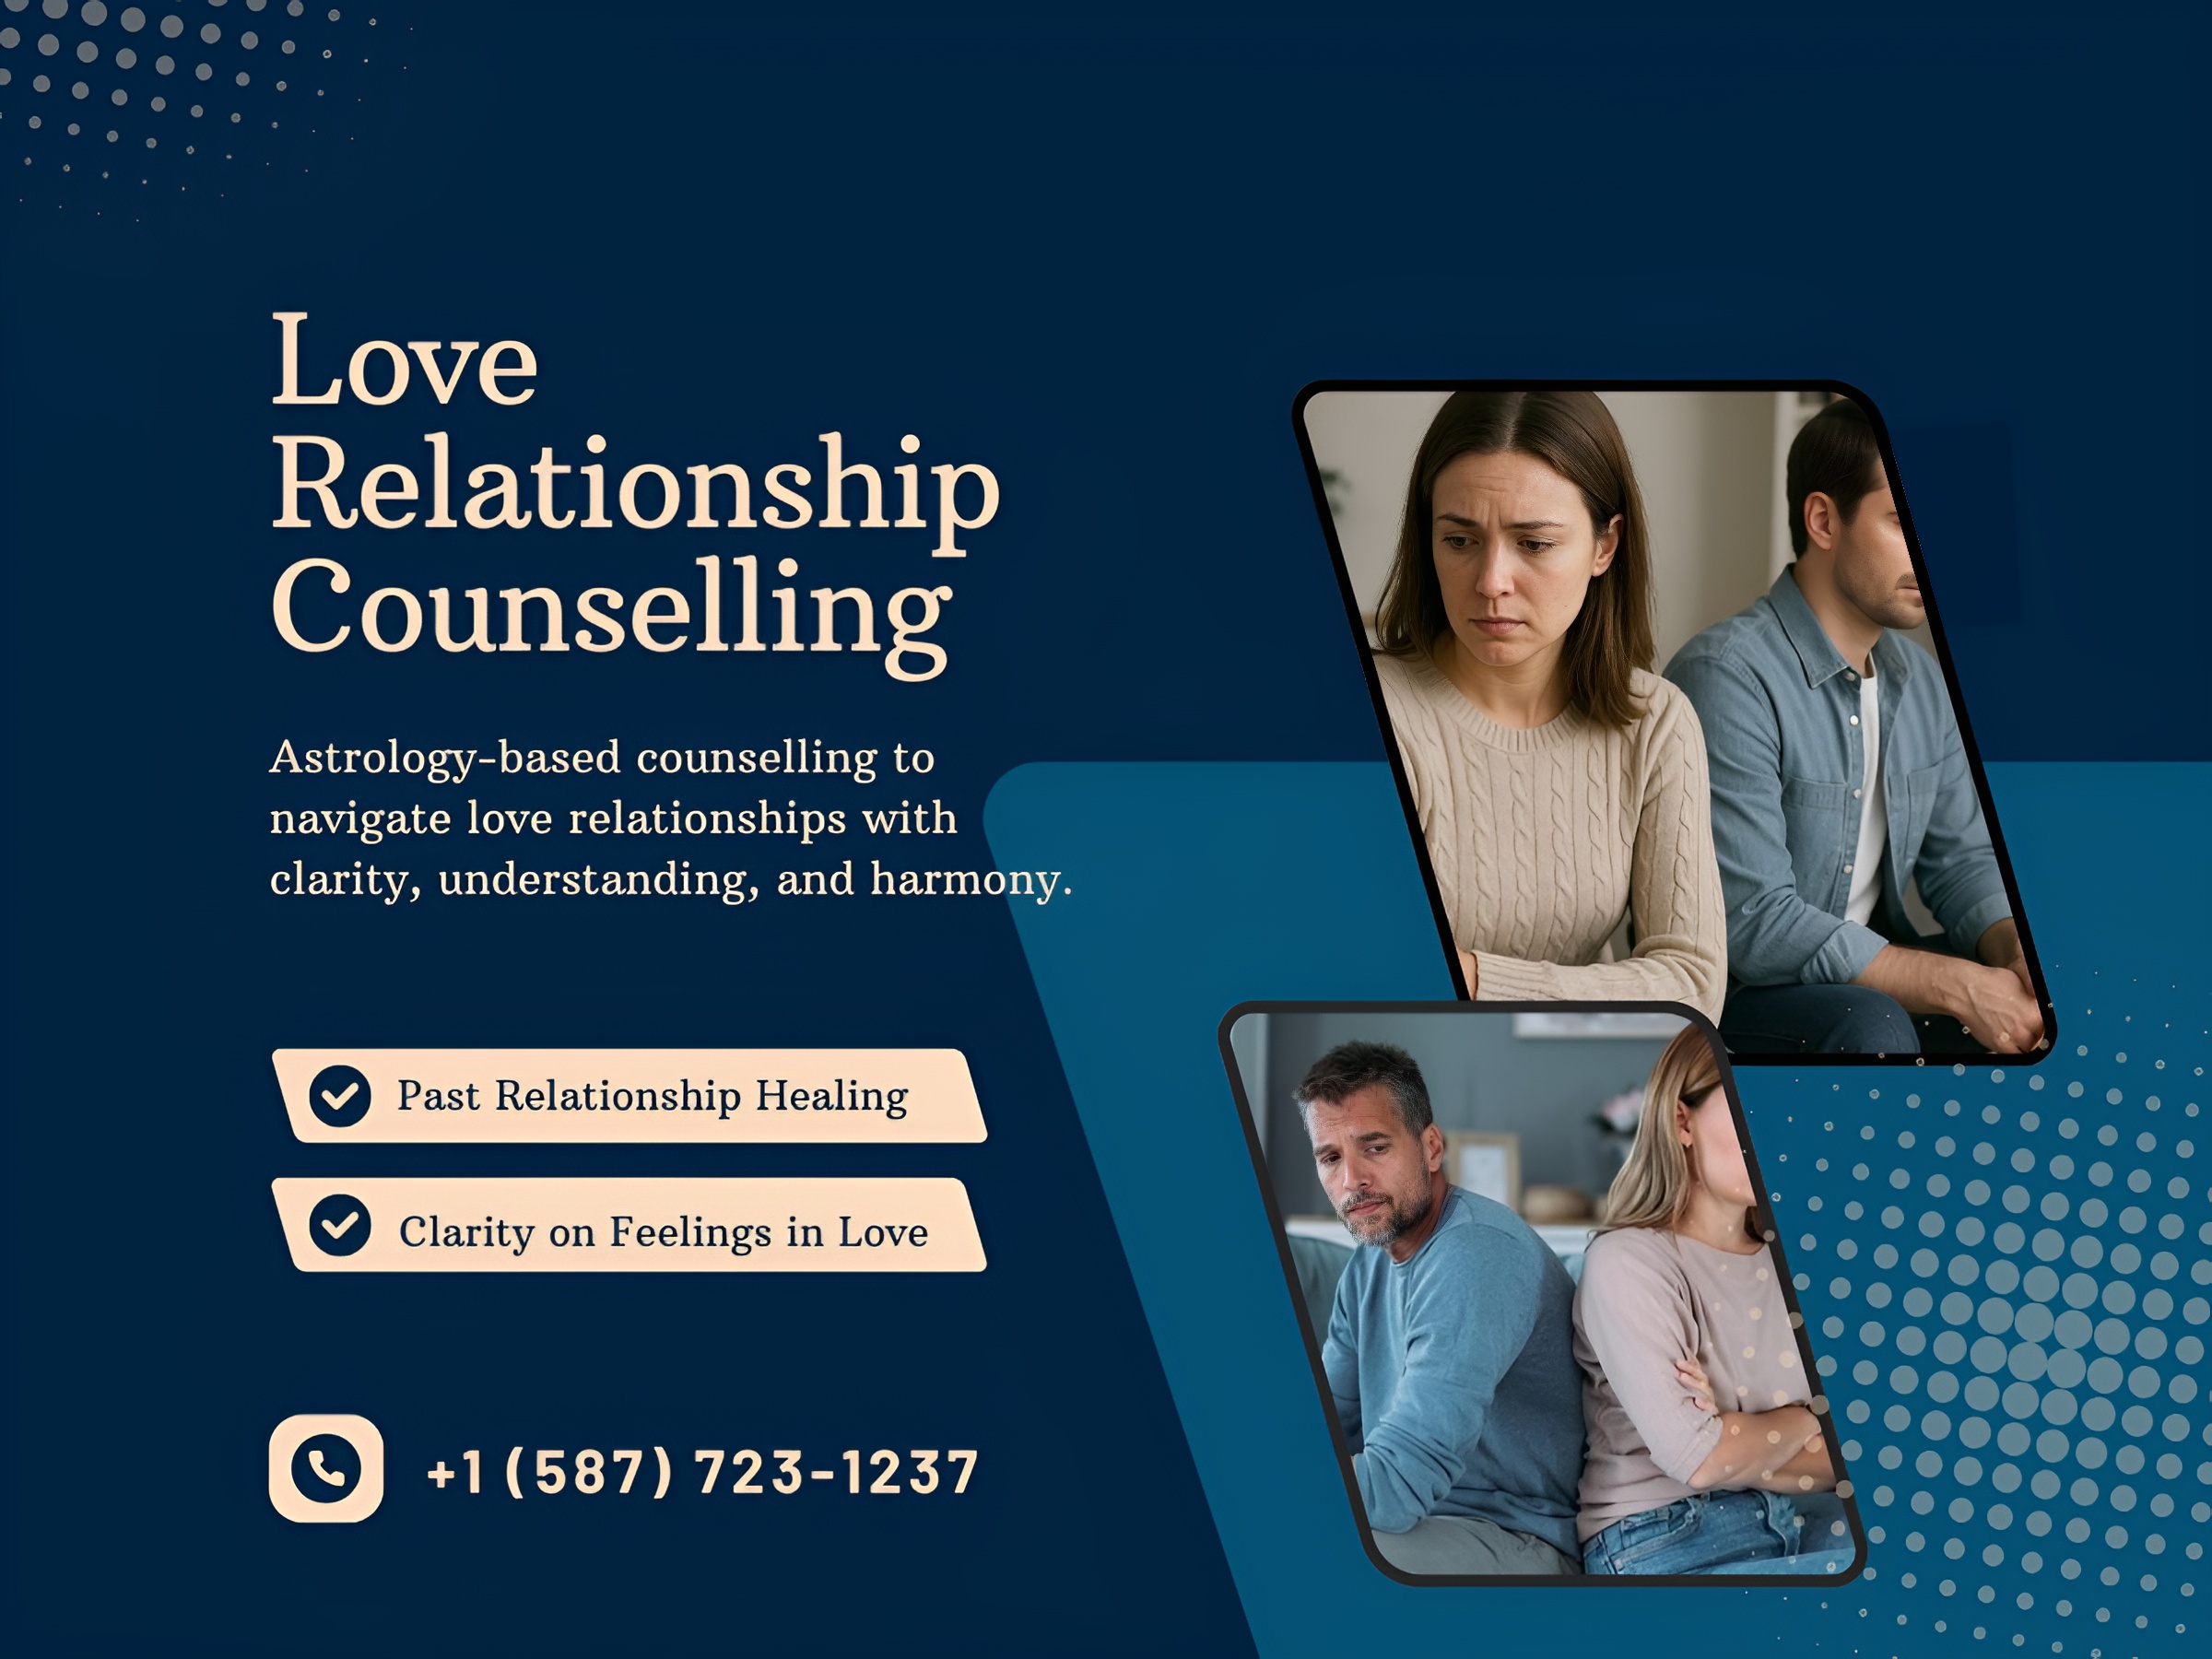 Love
Relationship
Counselling
Astrology-based counselling to
navigate love relationships with
clarity, understanding, and harmony.
Past Relationship Healing
Clarity on Feelings in Love
+1 (587) 723-1237